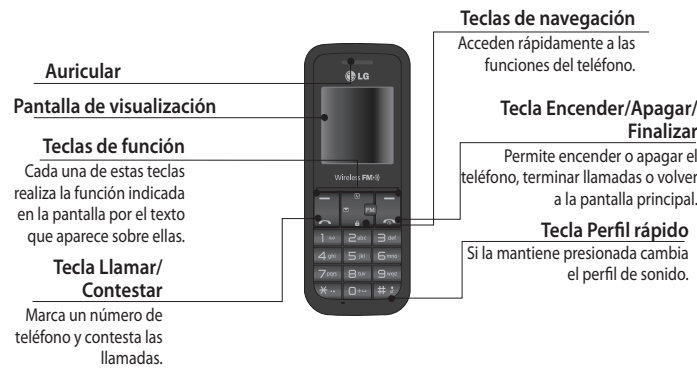 Auricular
Pantalla de visualización
Teclas de función
Cada una de estas teclas
realiza la función indicada
en la pantalla por el texto
que aparece sobre ellas.
Tecla Llamar/
Contestar
Marca un número de
teléfono y contesta las
llamadas.
LG
Wireless FM
FM
1
2 abc
3 def
4 ghi
5 jkl
6 mno
7 pqrs
8 tuv
9 wxyz
* +
0
#
Teclas de navegación
Acceden rápidamente a las
funciones del teléfono.
Tecla Encender/Apagar/
Finalizar
Permite encender o apagar el
teléfono, terminar llamadas o volver
a la pantalla principal.
Tecla Perfil rápido
Si la mantiene presionada cambia
el perfil de sonido.